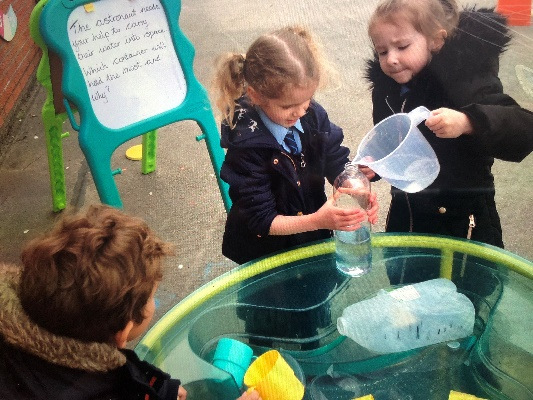 The astronaut needs
your help to carry
their water into space
Which container will
hold the most and
Why?